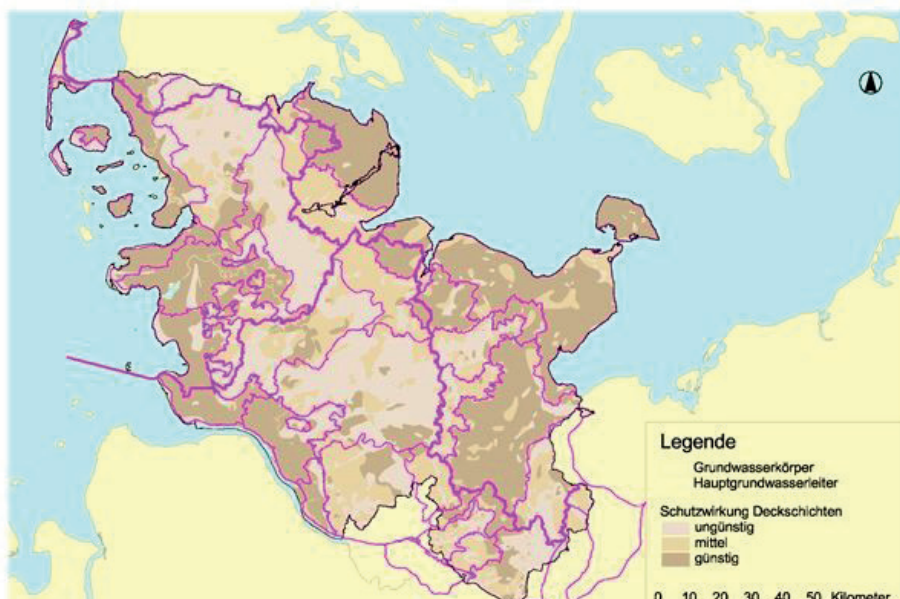 Legende
Grundwasserkörper
Hauptgrundwasserleiter
Schutzwirkung Deckschichten
ungünstig
mittel
günstig
0 10 20 30 40 50 Kilometer